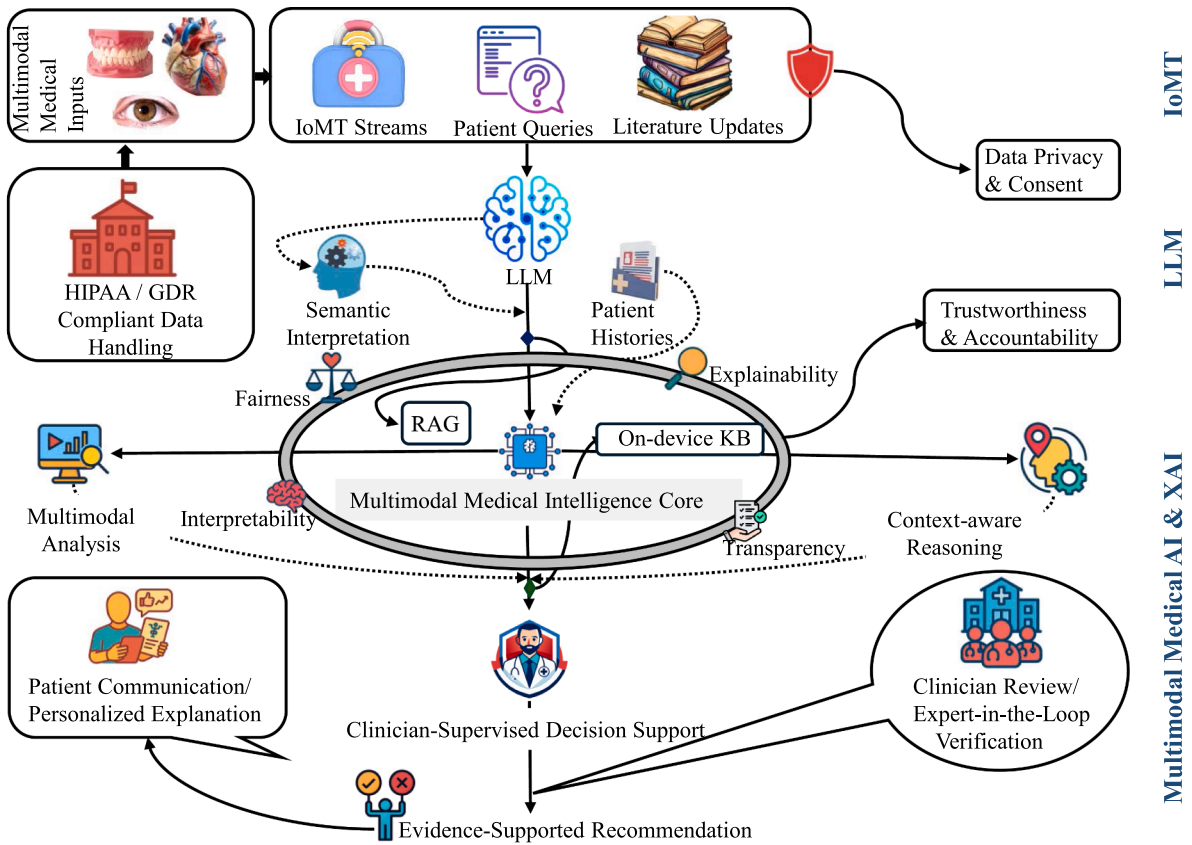 Multimodal
Medical
Inputs
IoMT Streams
Patient Queries
Literature Updates
IoMT
Data Privacy
& Consent
HIPAA / GDR
Compliant Data
Handling
LLM
LLM
Semantic
Interpretation
Patient
Histories
Trustworthiness
& Accountability
Fairness
Explainability
RAG
On-device KB
Multimodal Medical Intelligence Core
Interpretability
Transparency
Multimodal
Analysis
Context-aware
Reasoning
Multimodal Medical AI & XAI
Patient Communication/
Personalized Explanation
Clinician-Supervised Decision Support
Clinician Review/
Expert-in-the-Loop
Verification
Evidence-Supported Recommendation